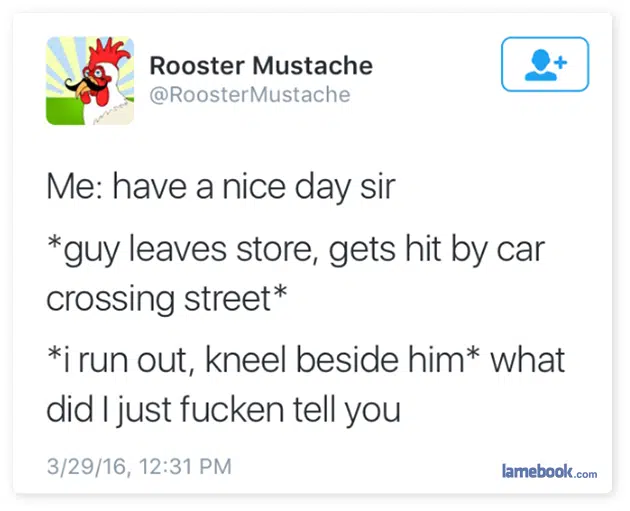 Rooster Mustache
@RoosterMustache
Me: have a nice day sir
*guy leaves store, gets hit by car
crossing street*
*i run out, kneel beside him* what
did I just fucken tell you
3/29/16, 12:31 PM
lamebook.com